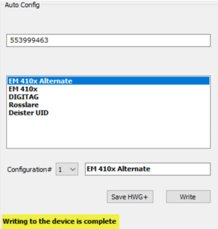 Auto Config
553999463
EM 410x Alternate
EM 410x
DIGITAG
Rosslare
Deister UID
Configuration# 1 EM 410x Alternate
Save HWG+ Write
Writing to the device is complete